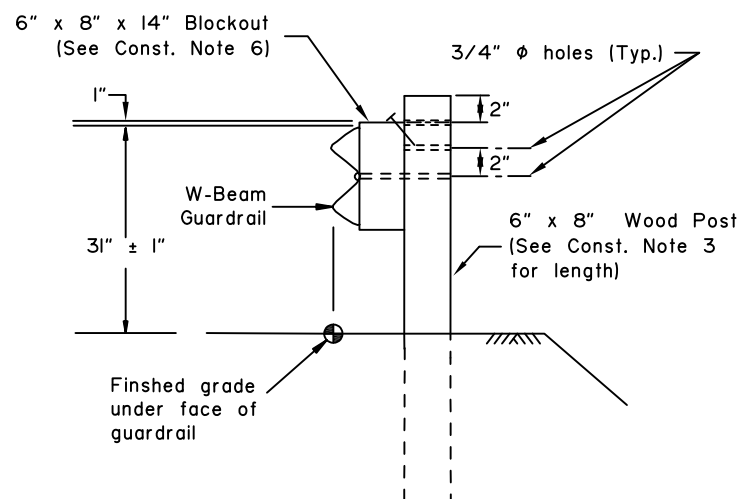 6" x 8" x 14" Blockout
(See Const. Note 6)
3/4" ϕ holes (Typ.)
1"
2"
2"
W-Beam
Guardrail
31" ± 1"
6" x 8" Wood Post
(See Const. Note 3
for length)
Finshed grade
under face of
guardrail